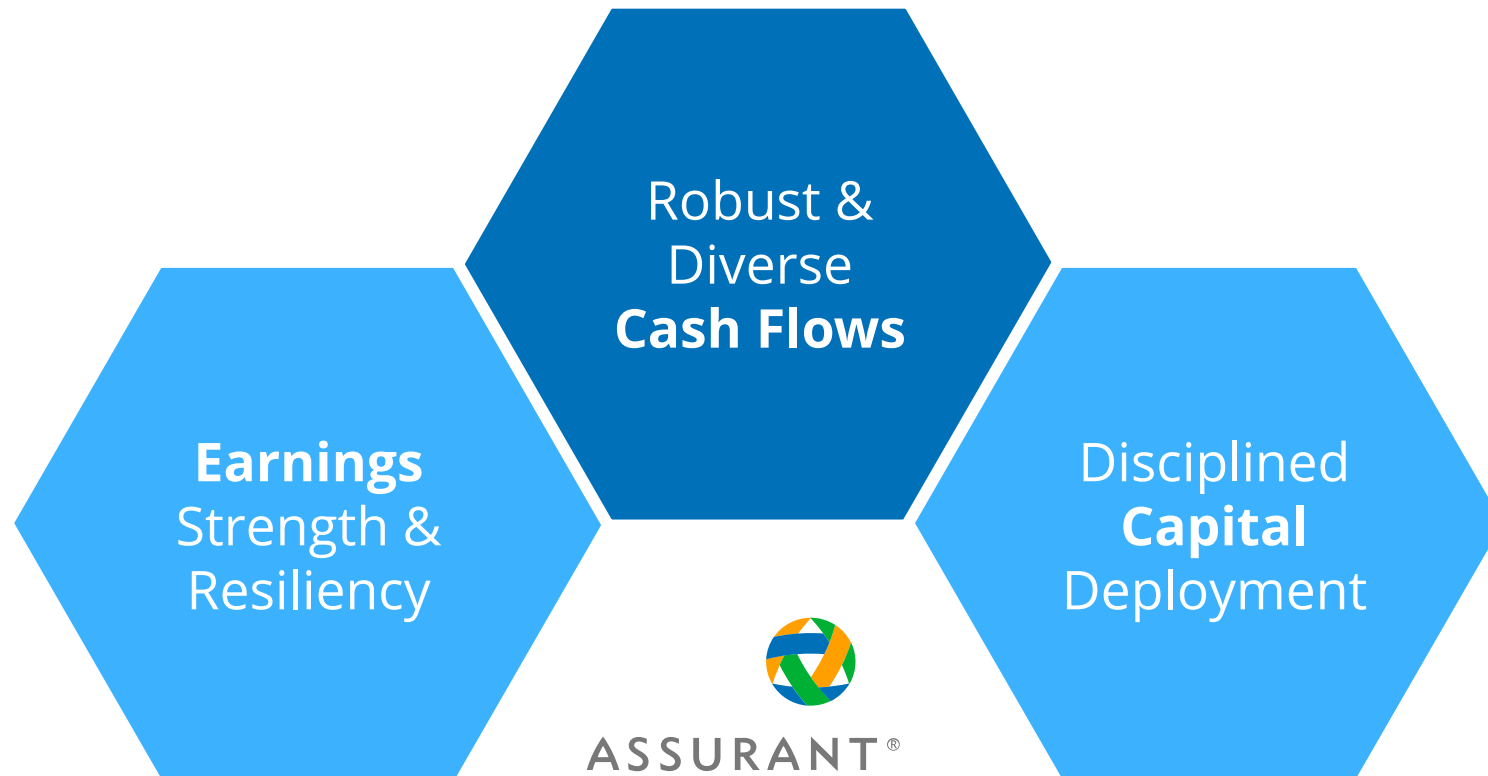 Robust &
Diverse
Cash Flows
Earnings
Strength &
Resiliency
Disciplined
Capital
Deployment
ASSURANT®